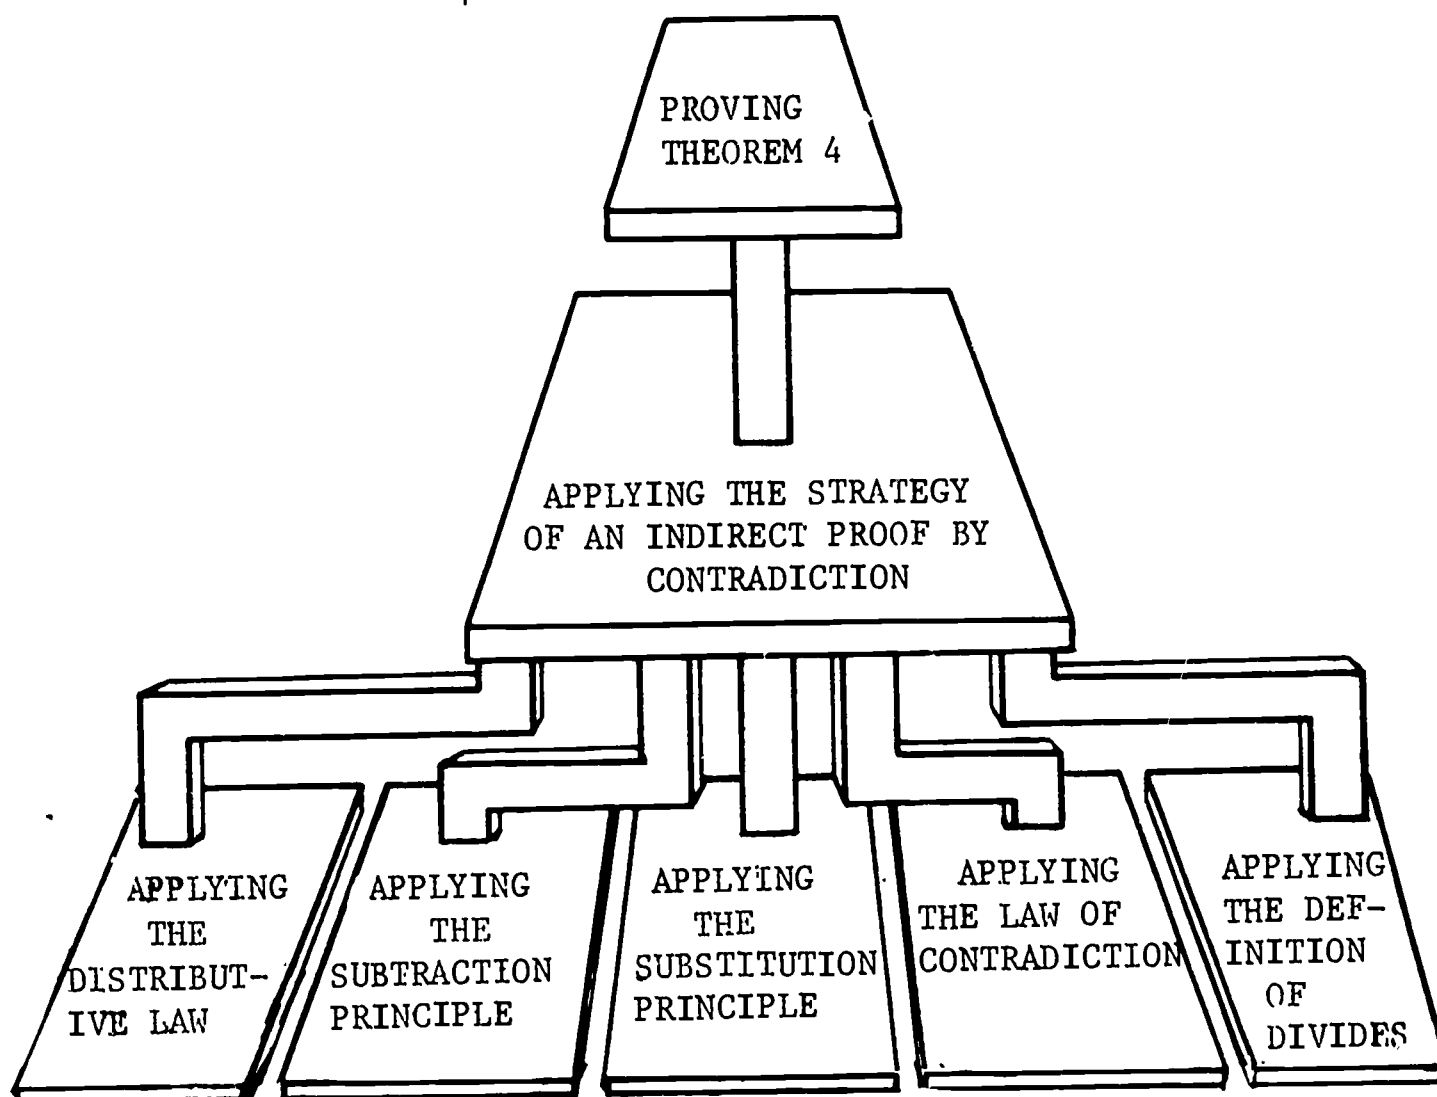 PROVING
THEOREM 4
APPLYING THE STRATEGY
OF AN INDIRECT PROOF BY
CONTRADICTION
APPLYING
THE
DISTRIBUT-
IVE LAW
APPLYING
THE
SUBTRACTION
PRINCIPLE
APPLYING
THE
SUBSTITUTION
PRINCIPLE
APPLYING
THE LAW OF
CONTRADICTION
APPLYING
THE DEF-
INITION
OF
DIVIDES